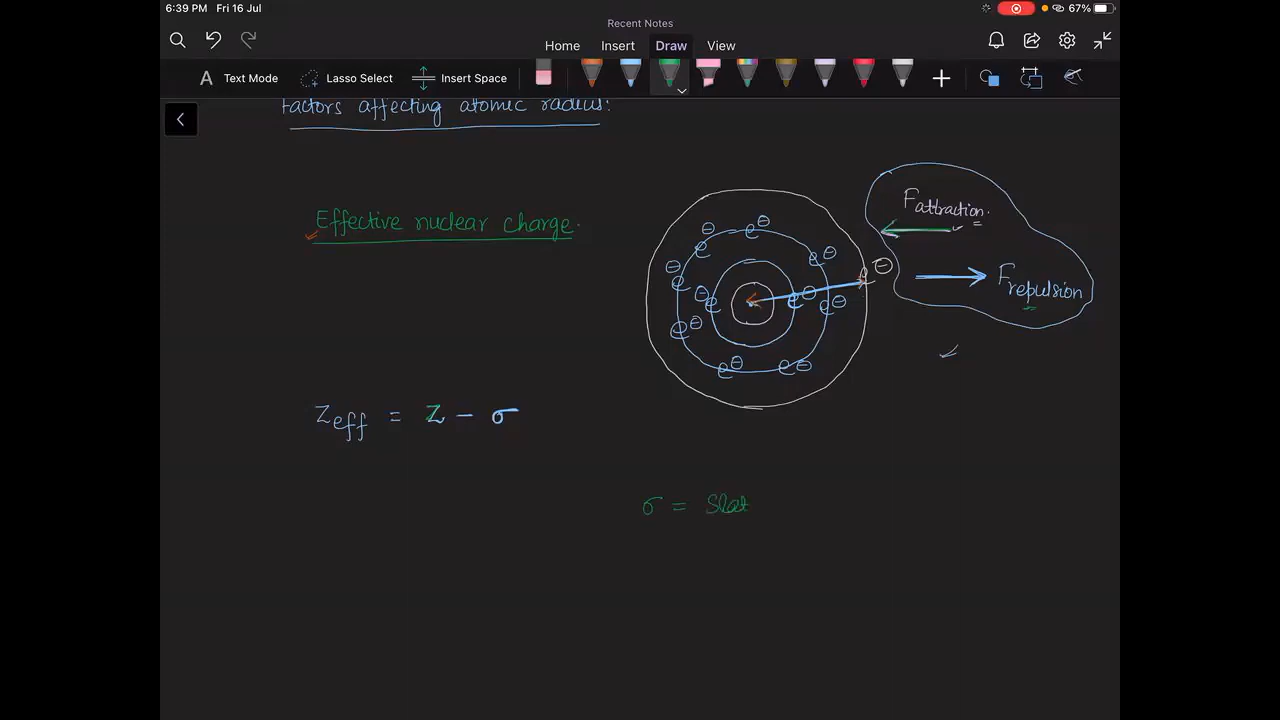 6:39 PM Fri 16 Jul
67%
Recent Notes
Home Insert Draw View
A Text Mode Lasso Select Insert Space
Factors affecting atomic radius:
Effective nuclear charge.
Fattraction.
Frepulsion
e⊖ e⊖ e⊖ e⊖ e⊖ e⊖ e⊖ e⊖ e⊖ e⊖ e⊖
Zeff = Z - σ
σ = Slat